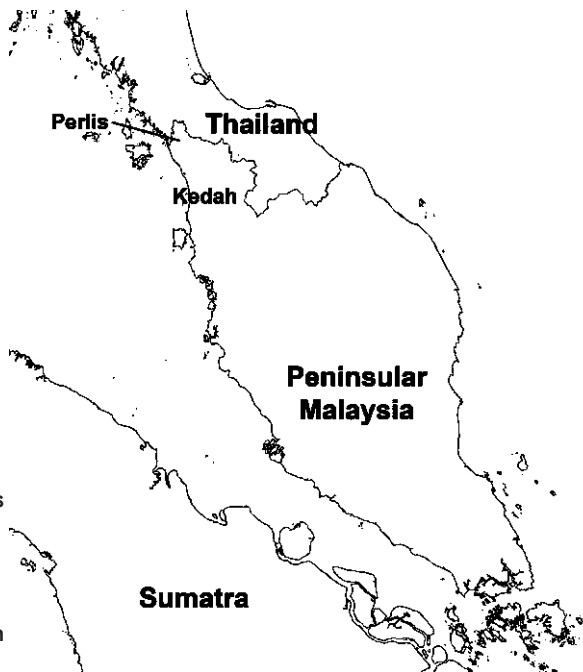 Perlis
Thailand
Kedah
Peninsular
Malaysia
s
Sumatra
n